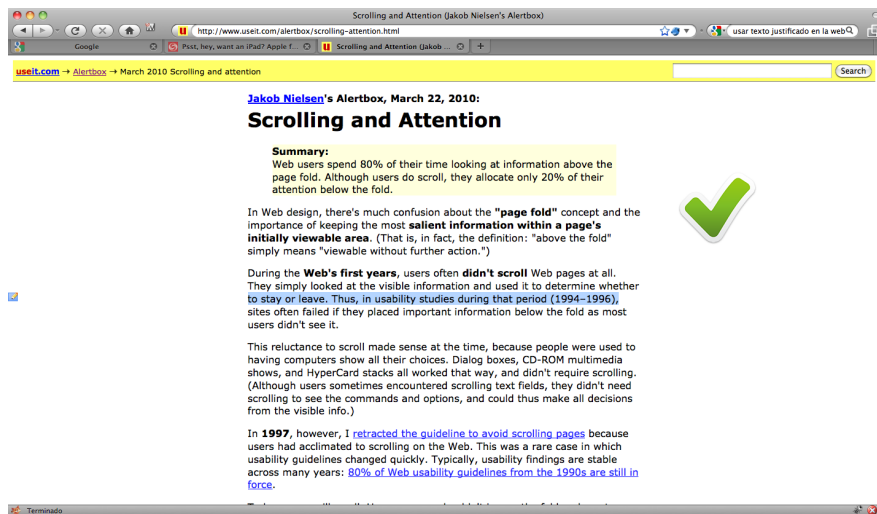 Scrolling and Attention (Jakob Nielsen's Alertbox)
http://www.useit.com/alertbox/scrolling-attention.html
usar texto justificado en la web
Google
Psst, hey, want an iPad? Apple f...
Scrolling and Attention (Jakob ...
useit.com → Alertbox → March 2010 Scrolling and attention
Search
Jakob Nielsen's Alertbox, March 22, 2010:
Scrolling and Attention
Summary:
Web users spend 80% of their time looking at information above the
page fold. Although users do scroll, they allocate only 20% of their
attention below the fold.
In Web design, there's much confusion about the "page fold" concept and the
importance of keeping the most salient information within a page's
initially viewable area. (That is, in fact, the definition: "above the fold"
simply means "viewable without further action.")
During the Web's first years, users often didn't scroll Web pages at all.
They simply looked at the visible information and used it to determine whether
to stay or leave. Thus, in usability studies during that period (1994–1996),
sites often failed if they placed important information below the fold as most
users didn't see it.
This reluctance to scroll made sense at the time, because people were used to
having computers show all their choices. Dialog boxes, CD-ROM multimedia
shows, and HyperCard stacks all worked that way, and didn't require scrolling.
(Although users sometimes encountered scrolling text fields, they didn't need
scrolling to see the commands and options, and could thus make all decisions
from the visible info.)
In 1997, however, I retracted the guideline to avoid scrolling pages because
users had acclimated to scrolling on the Web. This was a rare case in which
usability guidelines changed quickly. Typically, usability findings are stable
across many years: 80% of Web usability guidelines from the 1990s are still in
force.
Terminado